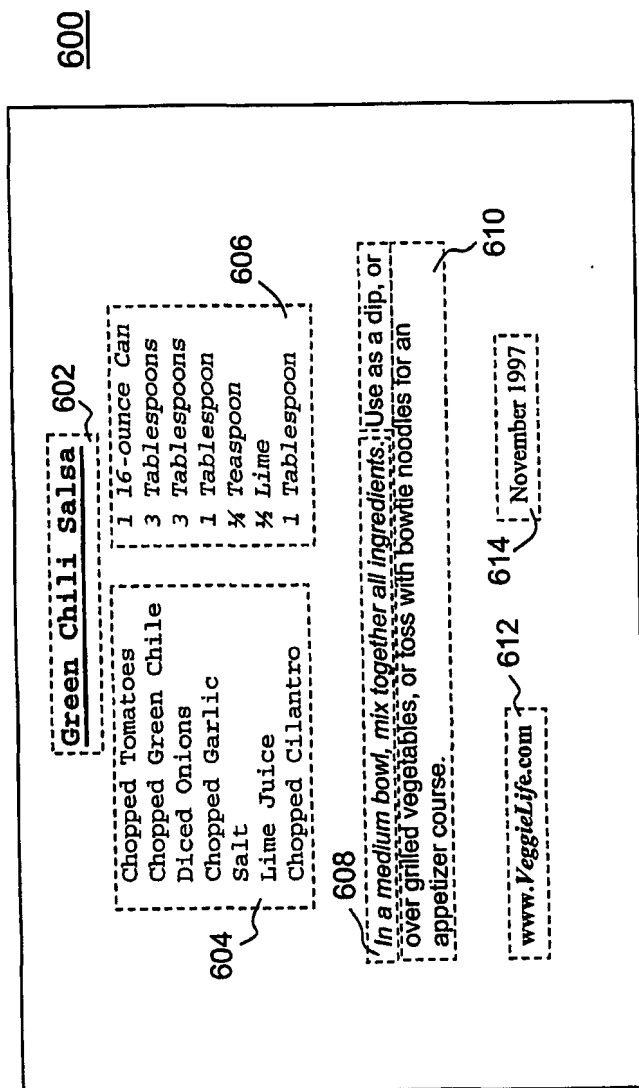 600
Green Chili Salsa
602
Chopped Tomatoes 1 16-ounce Can
Chopped Green Chile 3 Tablespoons
Diced Onions 3 Tablespoons
Chopped Garlic 1 Tablespoon
Salt ¼ Teaspoon
Lime Juice ½ Lime
Chopped Cilantro 1 Tablespoon
604
606
608
In a medium bowl, mix together all ingredients. Use as a dip, or
over grilled vegetables, or toss with bowtie noodles for an
appetizer course.
610
612
614
www.VeggieLife.com
November 1997